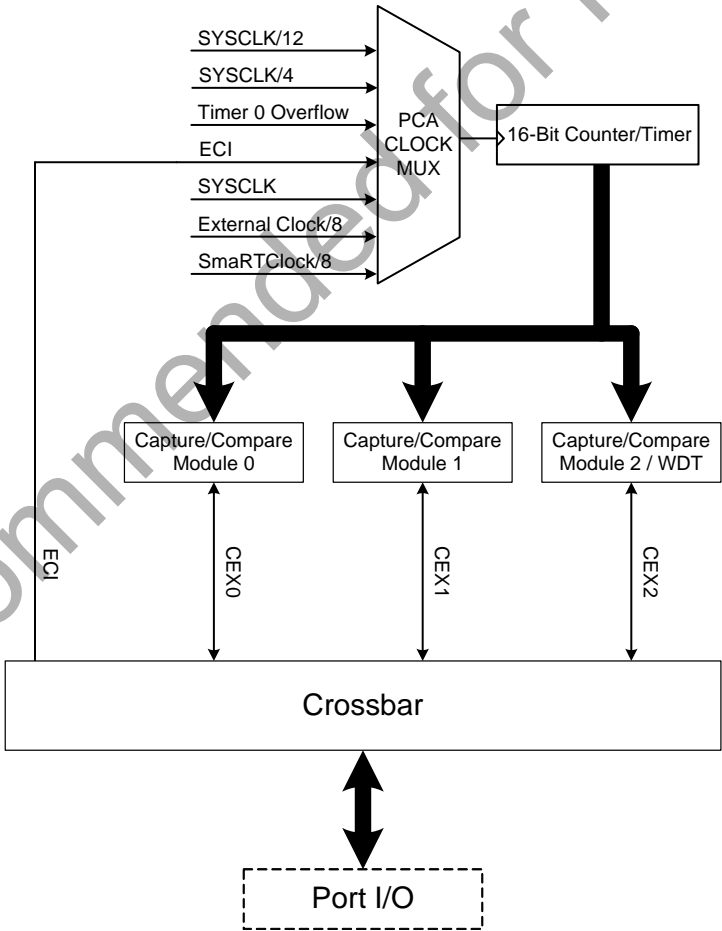 SYSCLK/12
SYSCLK/4
Timer 0 Overflow
ECI
SYSCLK
External Clock/8
SmaRTClock/8
PCA
CLOCK
MUX
16-Bit Counter/Timer
Capture/Compare
Module 0
Capture/Compare
Module 1
Capture/Compare
Module 2 / WDT
ECI
CEX0
CEX1
CEX2
Crossbar
Port I/O
ommended for